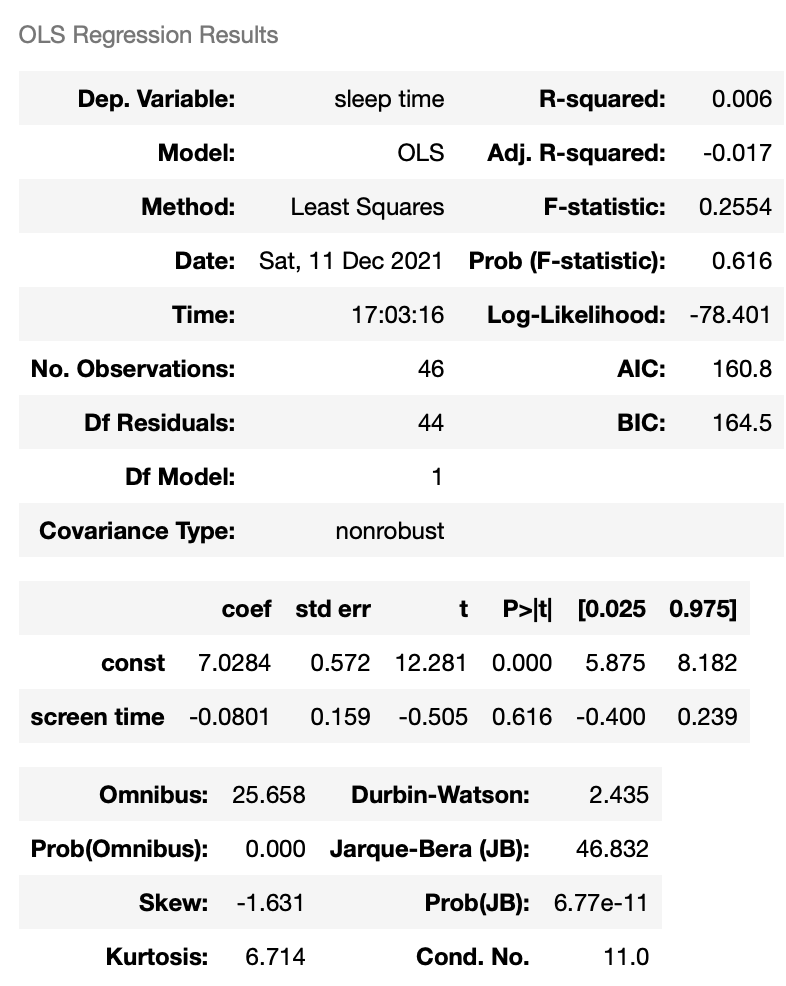 OLS Regression Results
Dep. Variable: sleep time R-squared: 0.006
Model: OLS Adj. R-squared: -0.017
Method: Least Squares F-statistic: 0.2554
Date: Sat, 11 Dec 2021 Prob (F-statistic): 0.616
Time: 17:03:16 Log-Likelihood: -78.401
No. Observations: 46 AIC: 160.8
Df Residuals: 44 BIC: 164.5
Df Model: 1
Covariance Type: nonrobust
coef std err t P>|t| [0.025 0.975]
const 7.0284 0.572 12.281 0.000 5.875 8.182
screen time -0.0801 0.159 -0.505 0.616 -0.400 0.239
Omnibus: 25.658 Durbin-Watson: 2.435
Prob(Omnibus): 0.000 Jarque-Bera (JB): 46.832
Skew: -1.631 Prob(JB): 6.77e-11
Kurtosis: 6.714 Cond. No. 11.0